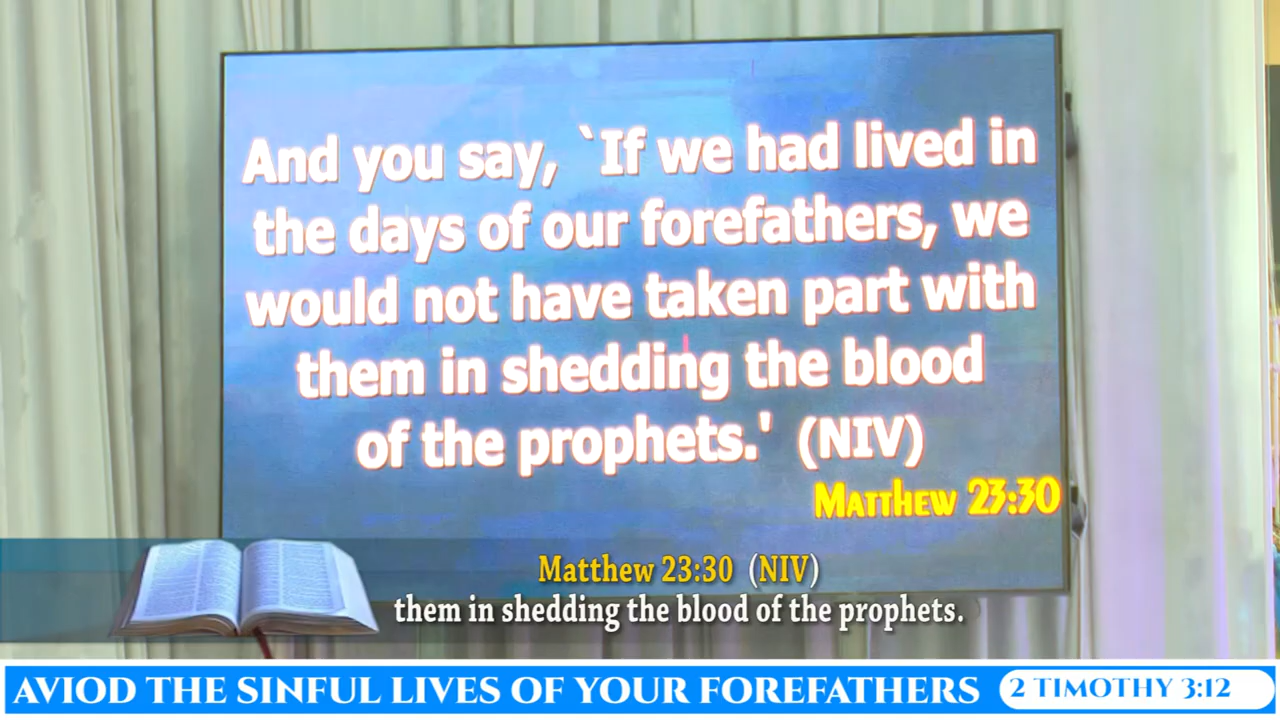 And you say, `If we had lived in
the days of our forefathers, we
would not have taken part with
them in shedding the blood
of the prophets.' (NIV)
MATTHEW 23:30
Matthew 23:30 (NIV)
them in shedding the blood of the prophets.
AVIOD THE SINFUL LIVES OF YOUR FOREFATHERS 2 TIMOTHY 3:12